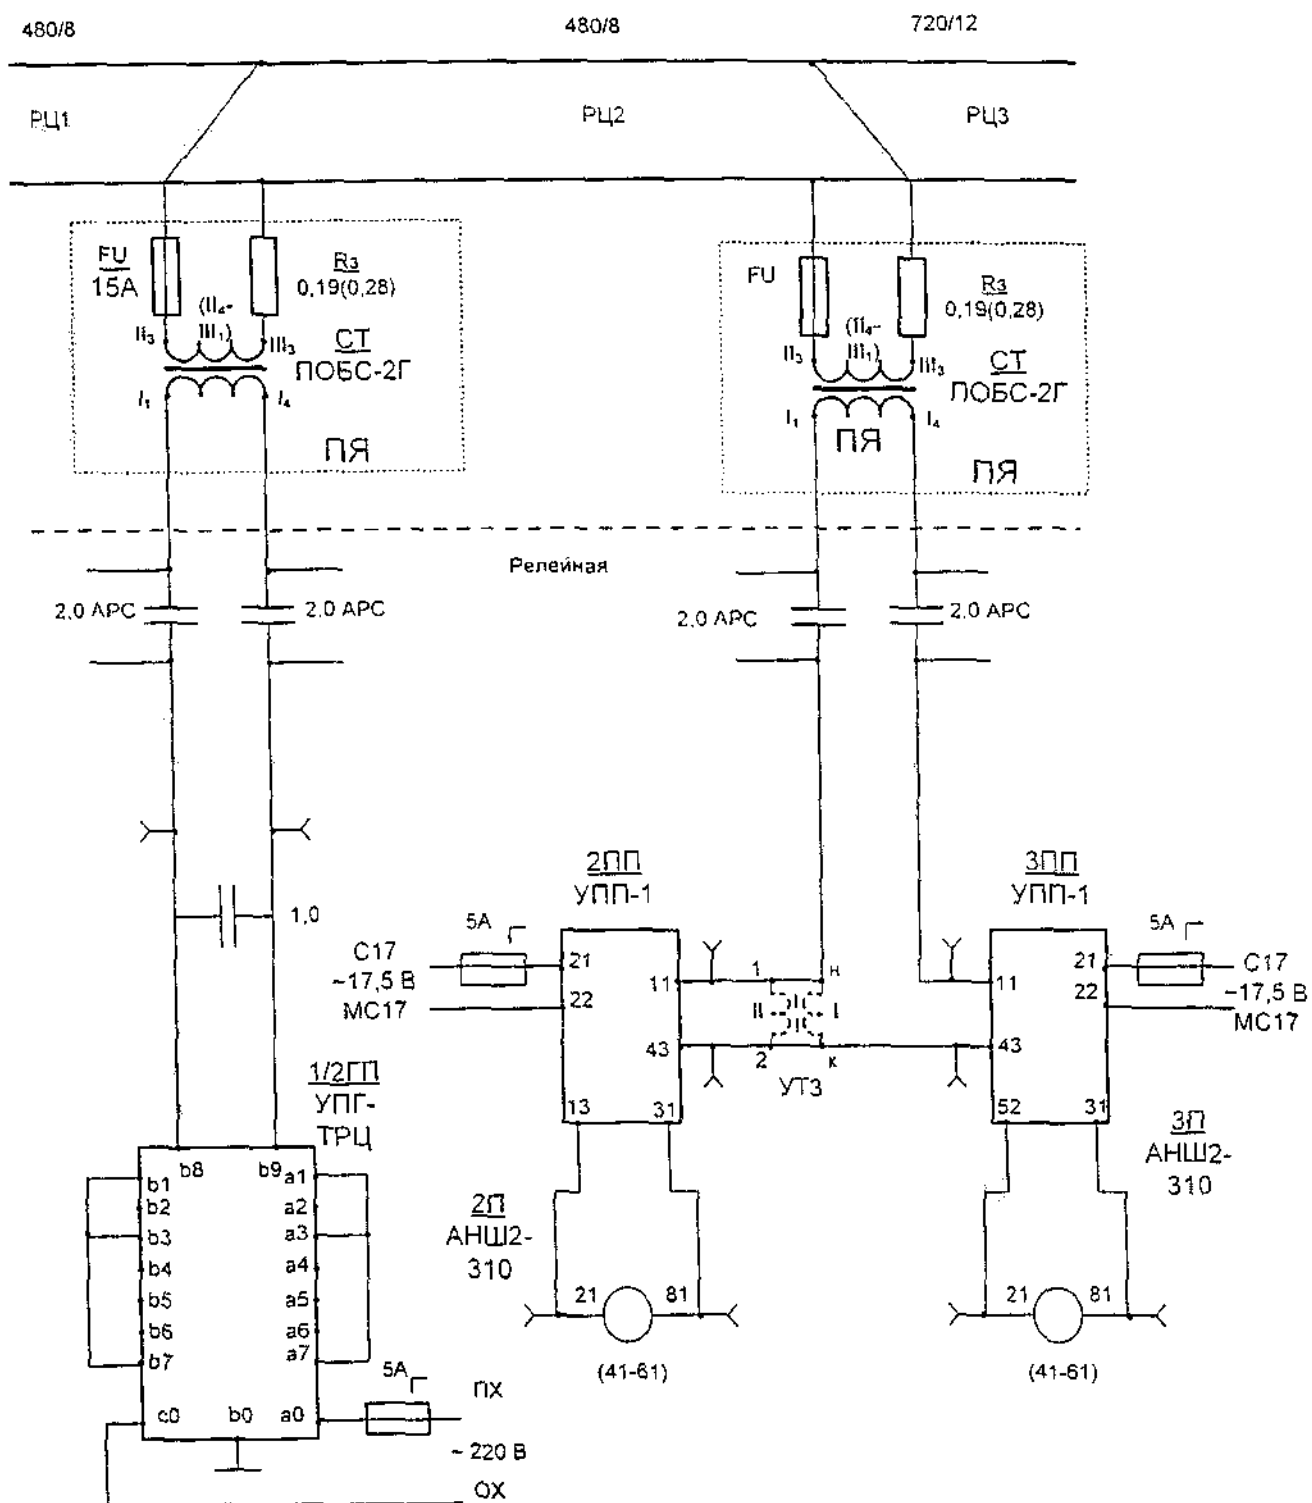 480/8
480/8
720/12
РЦ1
РЦ2
РЦ3
FU
15А
Rз
0,19(0,28)
(II4-
III1)
II3
III3
СТ
ПОБС-2Г
I1
I4
ПЯ
FU
Rз
0,19(0,28)
(II4-
III1)
II3
III3
СТ
ПОБС-2Г
I1
I4
ПЯ
ПЯ
Релейная
2,0 АРС
2,0 АРС
2,0 АРС
2,0 АРС
1,0
2ПП
УПП-1
3ПП
УПП-1
5А
С17
~17,5 В
МС17
21
22
11
43
13
31
1
н
II
I
2
к
УТ3
11
43
52
31
21
22
5А
С17
~17,5 В
МС17
1/2ГП
УПГ-
ТРЦ
b8
b9
b1
b2
b3
b4
b5
b6
b7
a1
a2
a3
a4
a5
a6
a7
c0
b0
a0
5А
ПХ
~ 220 В
ОХ
2П
АНШ2-
310
21
81
(41-61)
3П
АНШ2-
310
21
81
(41-61)